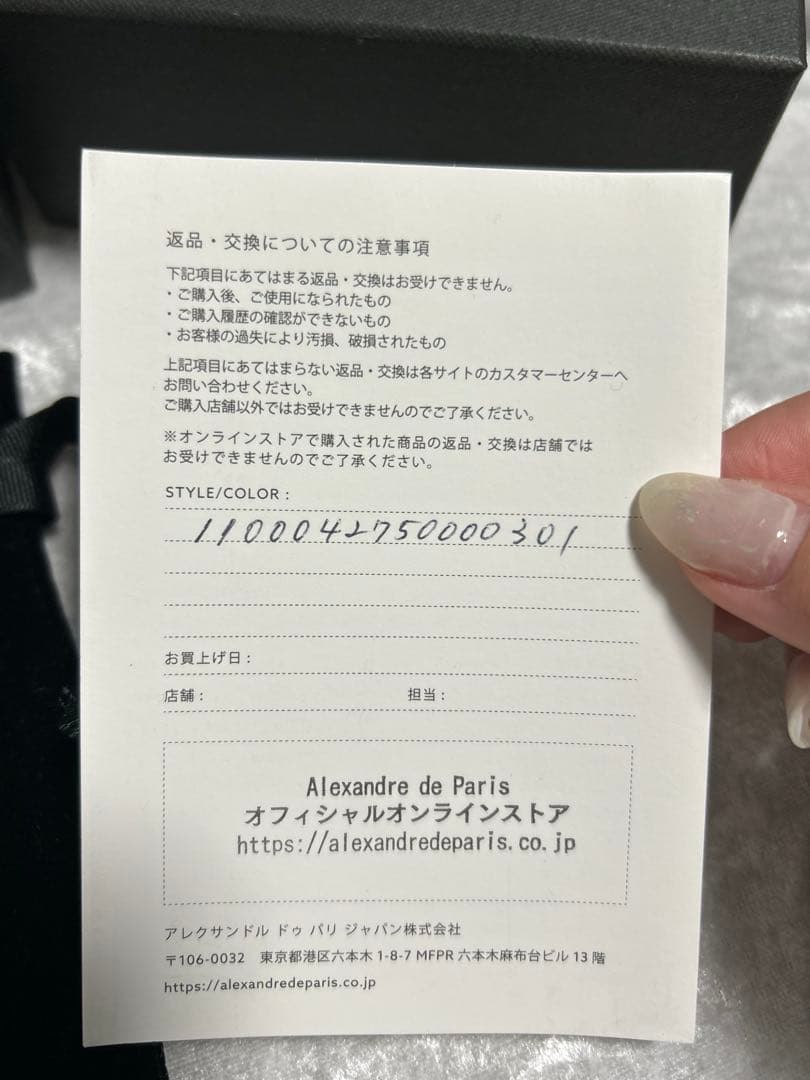 返品・交換についての注意事項
下記項目にあてはまる返品・交換はお受けできません。
・ご購入後、ご使用になられたもの
・ご購入履歴の確認ができないもの
・お客様の過失により汚損、破損されたもの
上記項目にあてはまらない返品・交換は各サイトのカスタマーセンターへ
お問い合わせください。
ご購入店舗以外ではお受けできませんのでご了承ください。
※オンラインストアで購入された商品の返品・交換は店舗では
お受けできませんのでご了承ください。
STYLE/COLOR :
1100042750000301
お買上げ日 :
店舗 : 担当 :
Alexandre de Paris
オフィシャルオンラインストア
https://alexandredeparis.co.jp
アレクサンドル ドゥ パリ ジャパン株式会社
〒106-0032 東京都港区六本木 1-8-7 MFPR 六本木麻布台ビル 13 階
https://alexandredeparis.co.jp